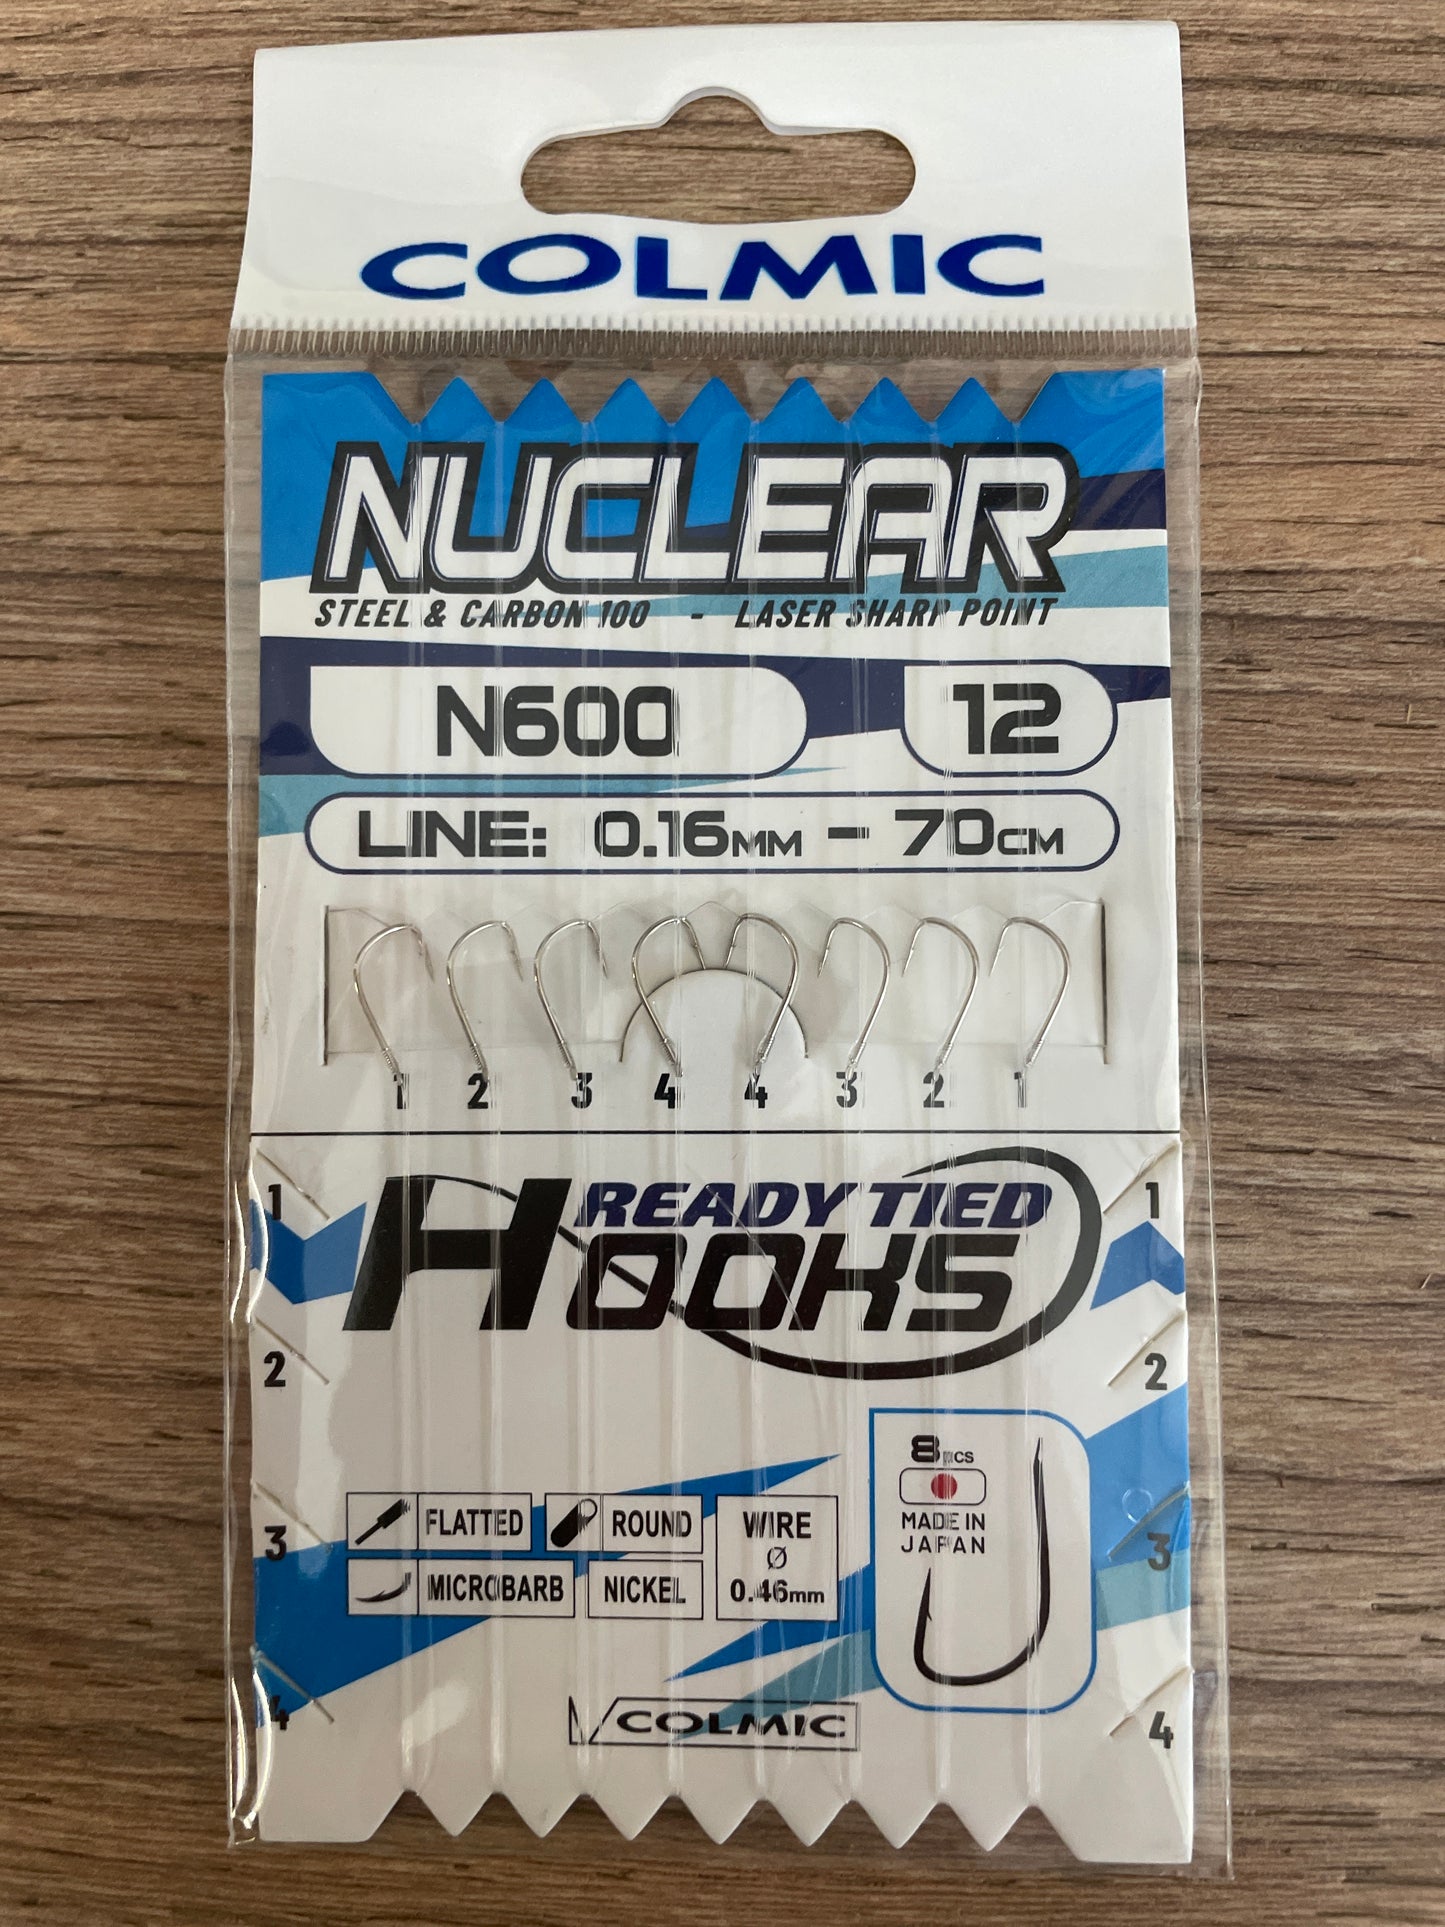 COLMIC
NUCLEAR
STEEL & CARBON 100 - LASER SHARP POINT
N600 12
LINE: 0.16MM - 70CM
1 2 3 4 4 3 2 1
READY TIED
HOOKS
1 1
2 2
3 3
4 4
8PCS
MADE IN
JAPAN
FLATTED ROUND WIRE
Ø
MICROBARB NICKEL 0.46mm
COLMIC